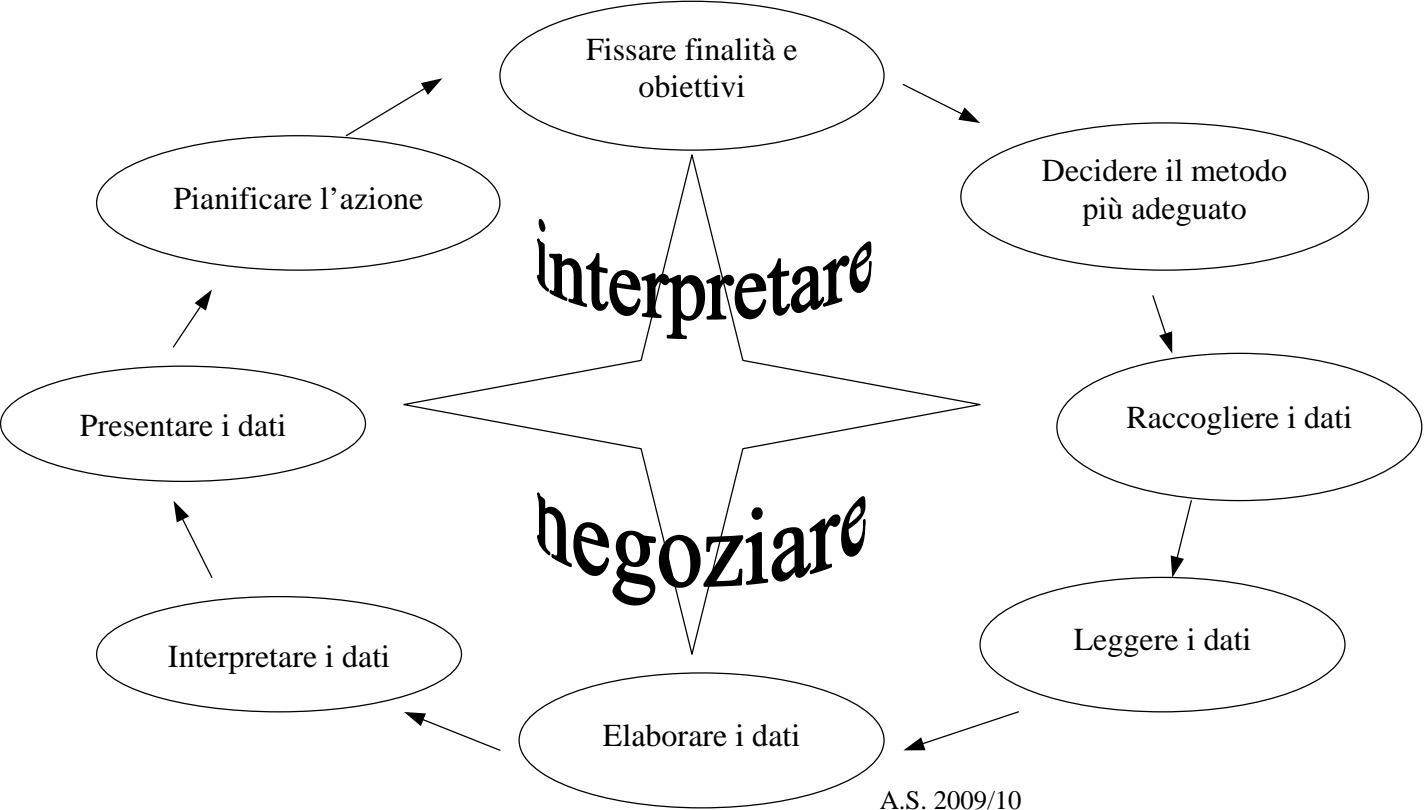 Fissare finalità e
obiettivi
Decidere il metodo
più adeguato
Pianificare l’azione
interpretare
Raccogliere i dati
Presentare i dati
negoziare
Leggere i dati
Interpretare i dati
Elaborare i dati
A.S. 2009/10